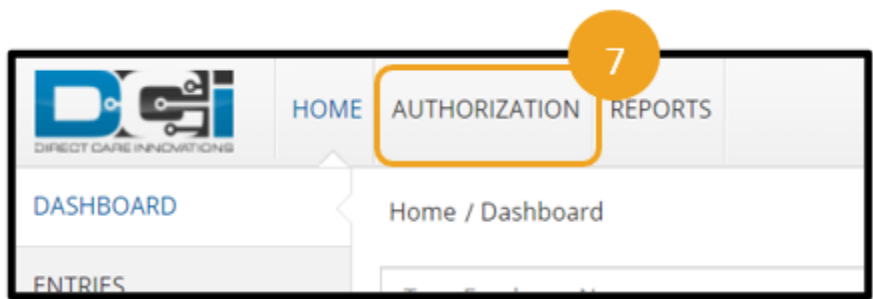 7
DCI
DIRECT CARE INNOVATIONS
HOME AUTHORIZATION REPORTS
DASHBOARD
Home / Dashboard
ENTRIES